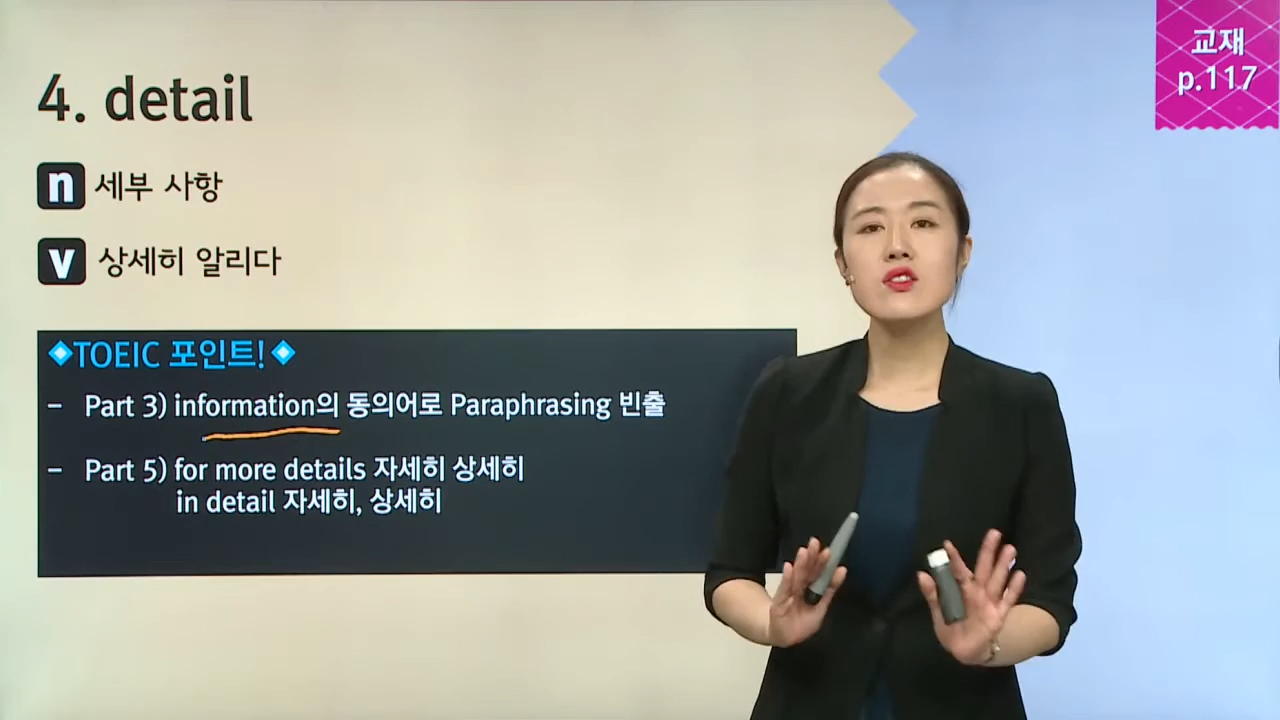 교재
p.117
4. detail
n 세부 사항
v 상세히 알리다
◆TOEIC 포인트!◆
– Part 3) information의 동의어로 Paraphrasing 빈출
– Part 5) for more details 자세히 상세히
in detail 자세히, 상세히